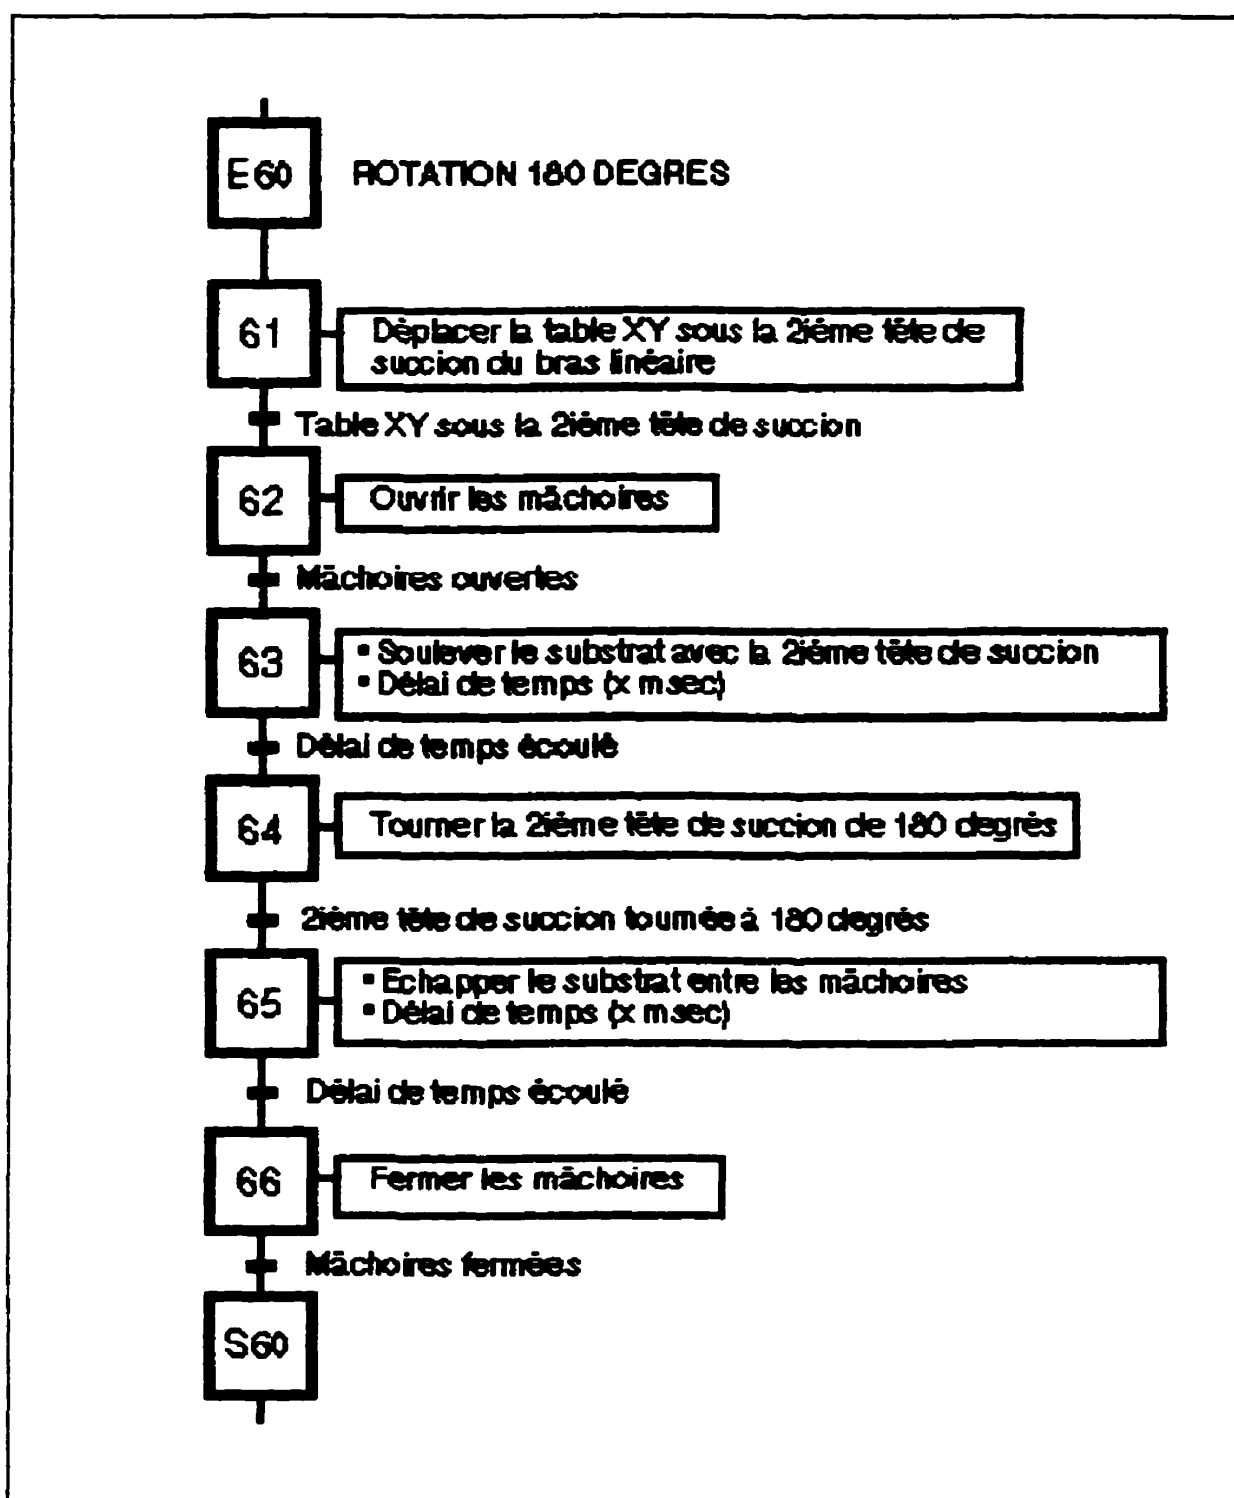 E60 ROTATION 180 DEGRES
61 Déplacer la table XY sous la 2ième tête de
succion du bras linéaire
Table XY sous la 2ième tête de succion
62 Ouvrir les mâchoires
Mâchoires ouvertes
63 ▪ Soulever le substrat avec la 2ième tête de succion
▪ Délai de temps (x msec)
Délai de temps écoulé
64 Tourner la 2ième tête de succion de 180 degrés
2ième tête de succion tournée à 180 degrés
65 ▪ Echapper le substrat entre les mâchoires
▪ Délai de temps (x msec)
Délai de temps écoulé
66 Fermer les mâchoires
Mâchoires fermées
S60